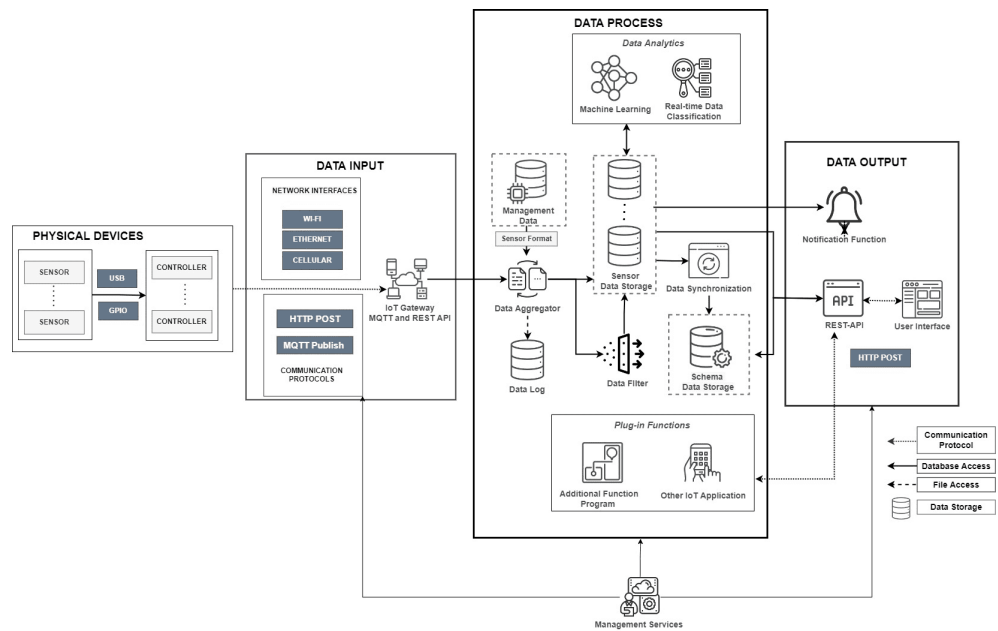 DATA PROCESS
Data Analytics
Machine Learning
Real-time Data
Classification
DATA INPUT
NETWORK INTERFACES
WI-FI
ETHERNET
CELLULAR
PHYSICAL DEVICES
SENSOR
SENSOR
USB
GPIO
CONTROLLER
CONTROLLER
IoT Gateway
MQTT and REST API
HTTP POST
MQTT Publish
COMMUNICATION
PROTOCOLS
Management
Data
Sensor Format
Data Aggregator
Data Log
Sensor
Data Storage
Data Filter
Data Synchronization
Schema
Data Storage
Plug-in Functions
Additional Function
Program
Other IoT Application
DATA OUTPUT
Notification Function
API
REST-API
User Interface
HTTP POST
Communication
Protocol
Database Access
File Access
Data Storage
Management Services